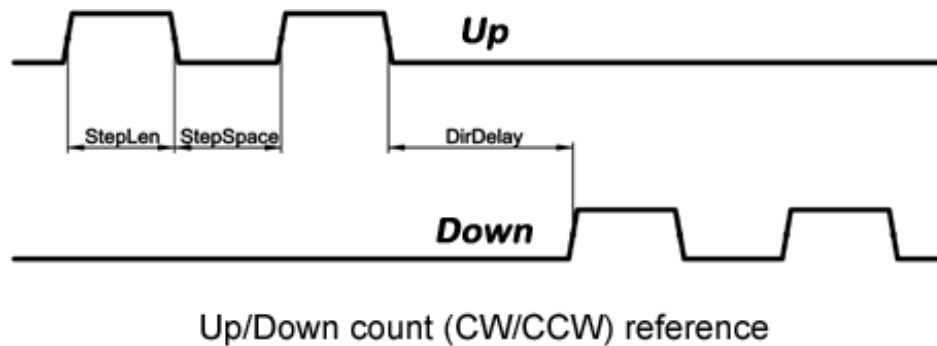 Up
StepLen StepSpace DirDelay
Down
Up/Down count (CW/CCW) reference